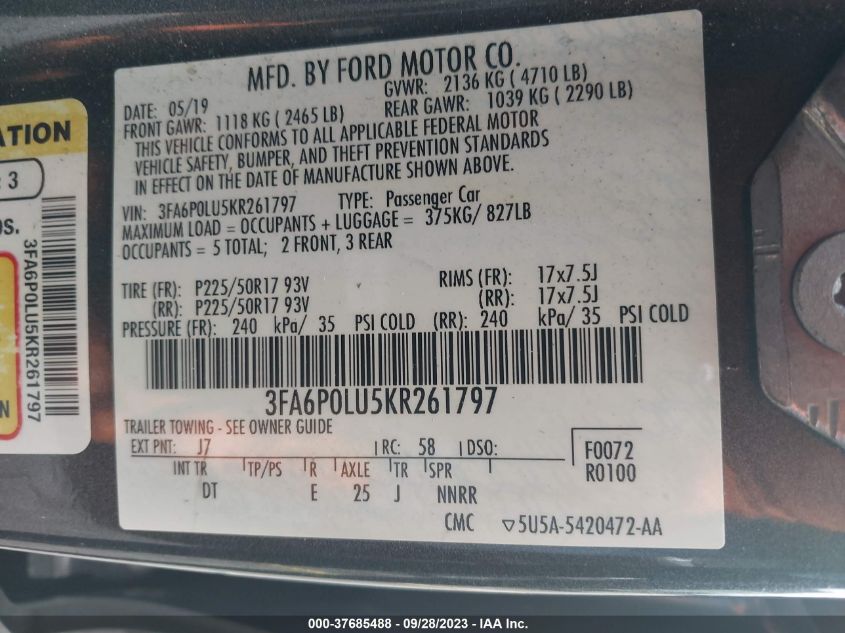 MFD. BY FORD MOTOR CO.
DATE: 05/19 GVWR: 2136 KG ( 4710 LB)
FRONT GAWR: 1118 KG ( 2465 LB) REAR GAWR: 1039 KG ( 2290 LB)
THIS VEHICLE CONFORMS TO ALL APPLICABLE FEDERAL MOTOR
VEHICLE SAFETY, BUMPER, AND THEFT PREVENTION STANDARDS
IN EFFECT ON THE DATE OF MANUFACTURE SHOWN ABOVE.
VIN: 3FA6P0LU5KR261797 TYPE: Passenger Car
MAXIMUM LOAD = OCCUPANTS + LUGGAGE = 375KG/ 827LB
OCCUPANTS = 5 TOTAL; 2 FRONT, 3 REAR
TIRE (FR): P225/50R17 93V RIMS (FR): 17x7.5J
(RR): P225/50R17 93V (RR): 17x7.5J
PRESSURE (FR): 240 kPa/ 35 PSI COLD (RR): 240 kPa/ 35 PSI COLD
3FA6P0LU5KR261797
TRAILER TOWING - SEE OWNER GUIDE
EXT PNT: J7 RC: 58 DSO: F0072
R0100
INT TR TP/PS R AXLE TR SPR
DT E 25 J NNRR
CMC ▽5U5A-5420472-AA
ATION
: 3
OS.
3FA6P0LU5KR261797
N
000-37685488 - 09/28/2023 - IAA Inc.